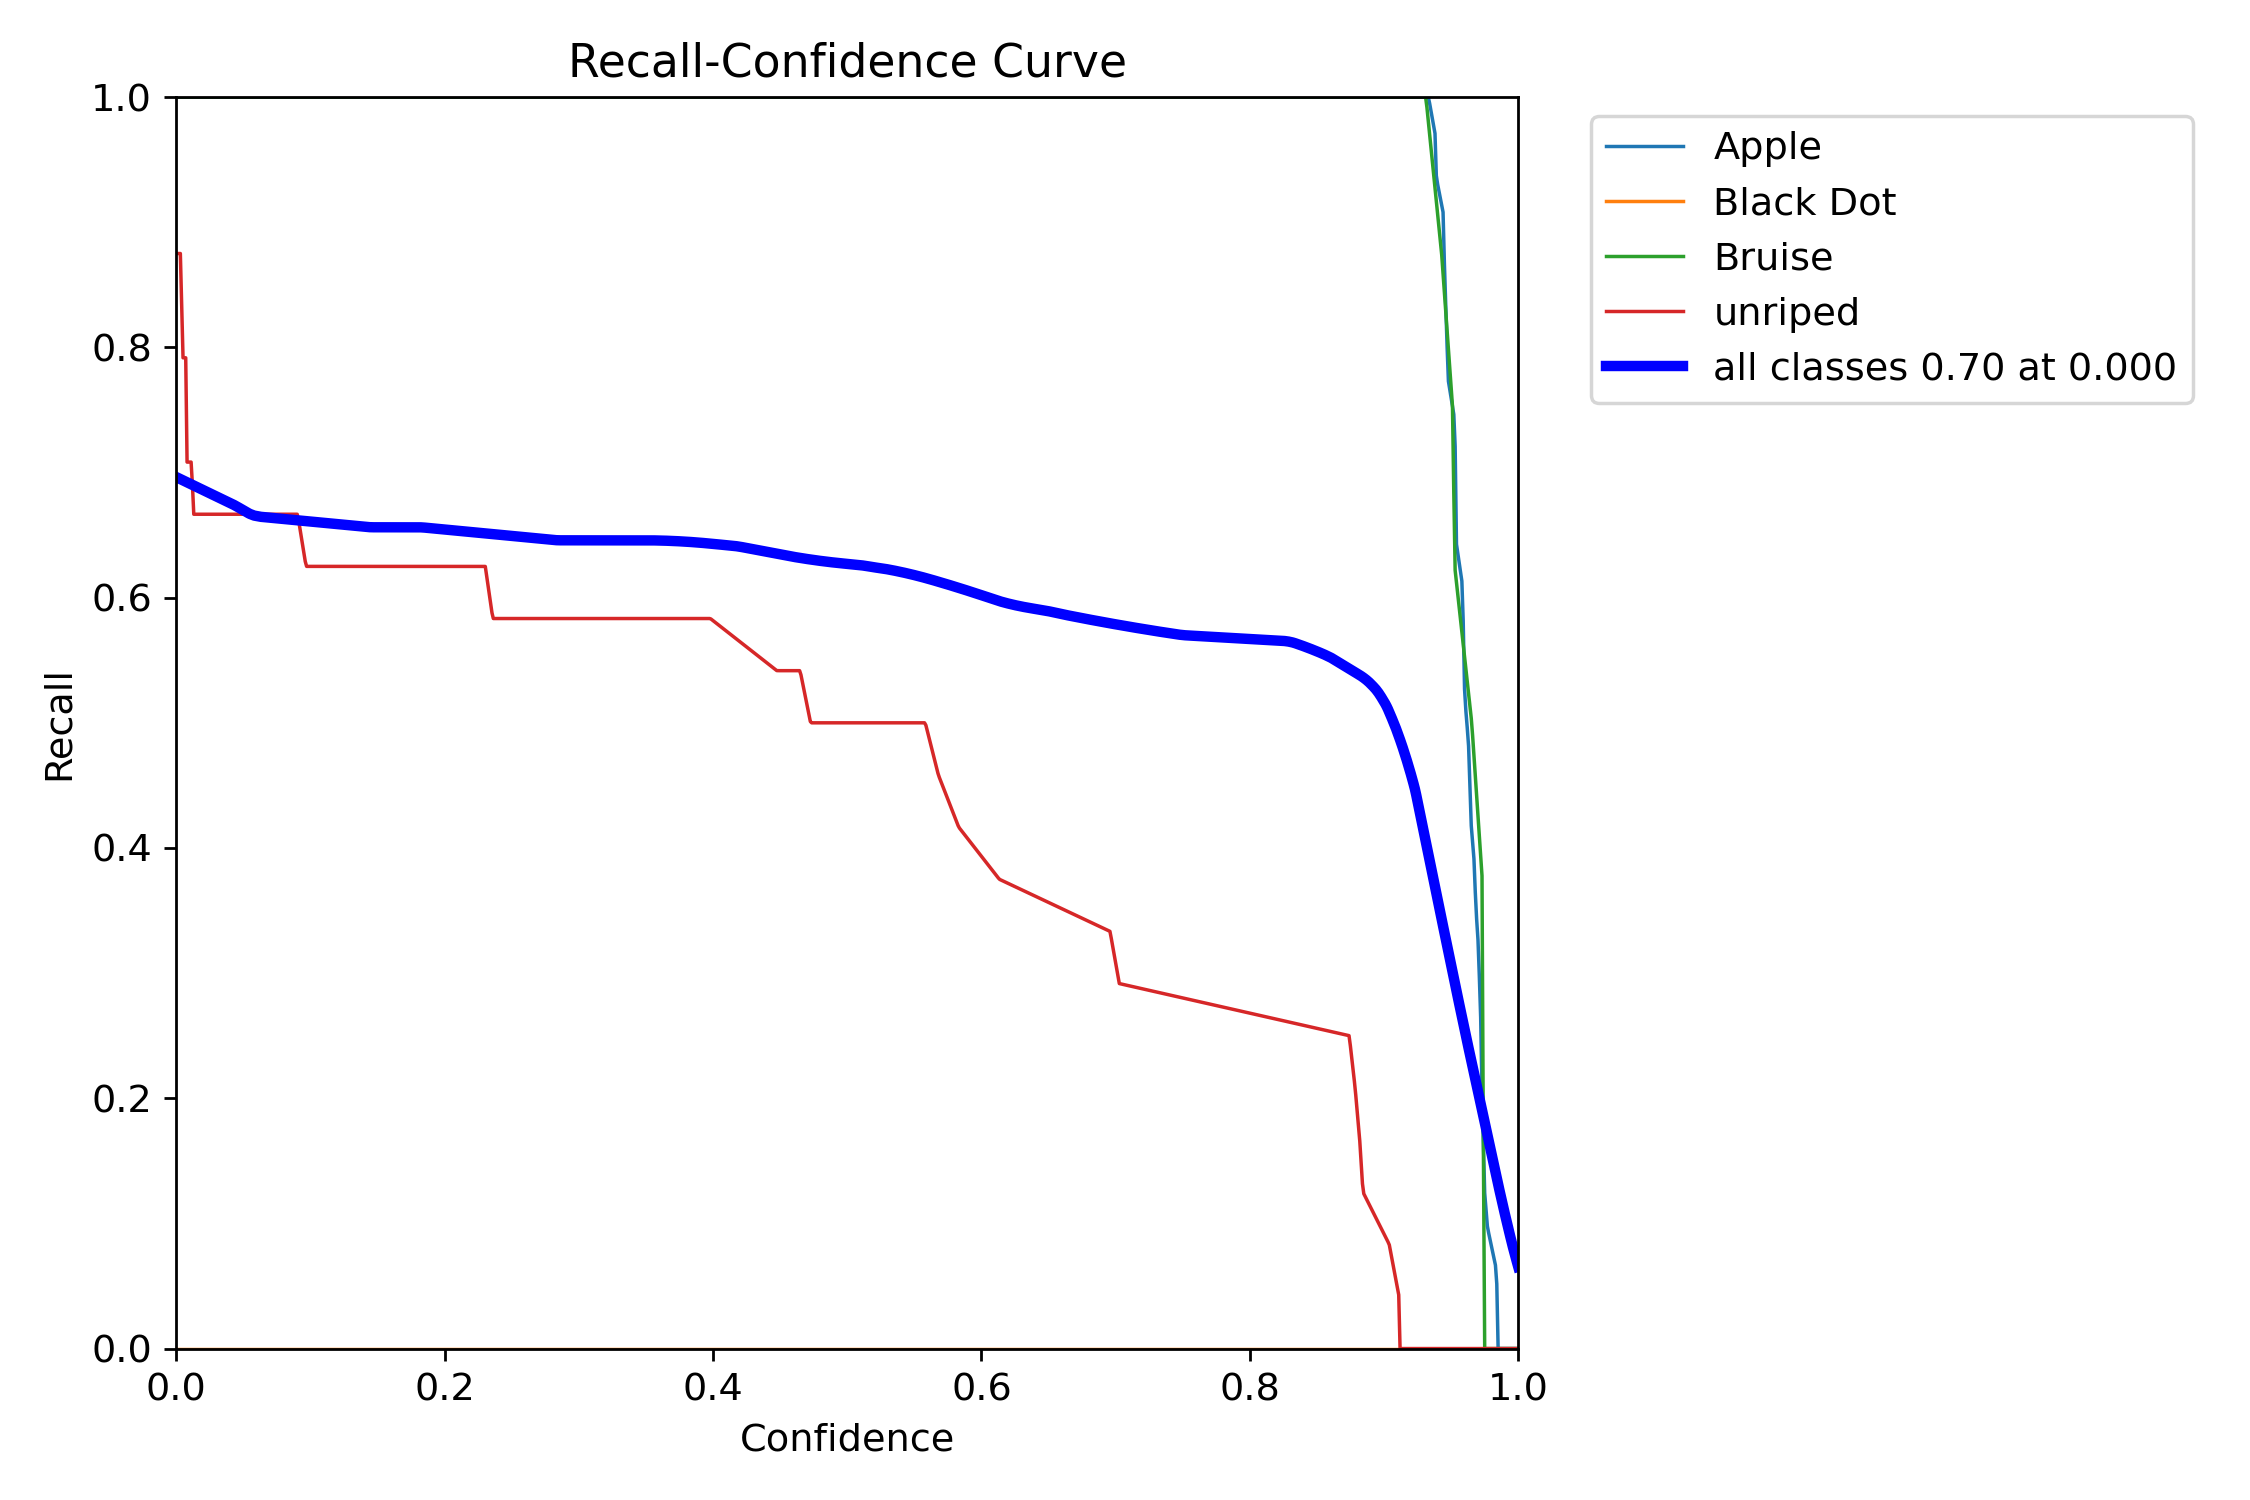 Recall-Confidence Curve
1.0
0.8
0.6
0.4
0.2
0.0
Recall
0.0 0.2 0.4 0.6 0.8 1.0
Confidence
Apple
Black Dot
Bruise
unriped
all classes 0.70 at 0.000